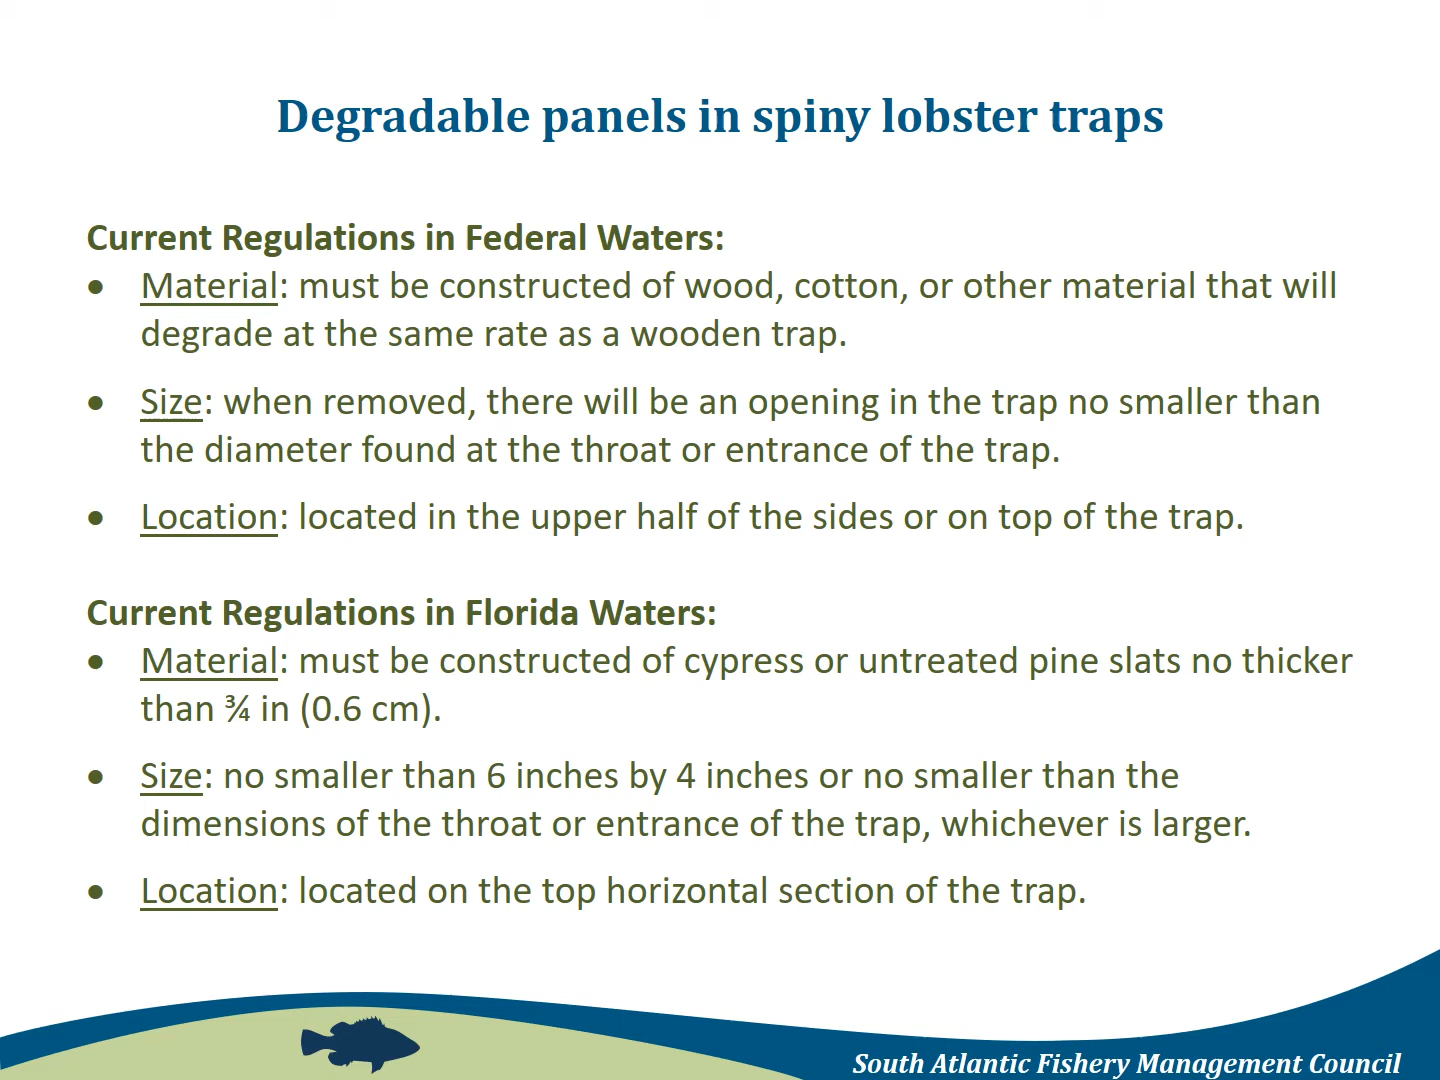 Degradable panels in spiny lobster traps
Current Regulations in Federal Waters:
• Material: must be constructed of wood, cotton, or other material that will
degrade at the same rate as a wooden trap.
• Size: when removed, there will be an opening in the trap no smaller than
the diameter found at the throat or entrance of the trap.
• Location: located in the upper half of the sides or on top of the trap.
Current Regulations in Florida Waters:
• Material: must be constructed of cypress or untreated pine slats no thicker
than ¾ in (0.6 cm).
• Size: no smaller than 6 inches by 4 inches or no smaller than the
dimensions of the throat or entrance of the trap, whichever is larger.
• Location: located on the top horizontal section of the trap.
South Atlantic Fishery Management Council